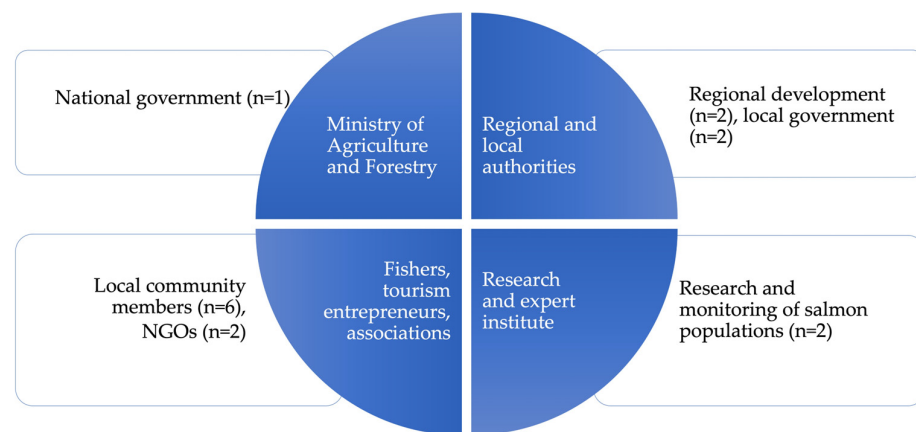 National government (n=1)
Ministry of
Agriculture
and Forestry
Regional and
local
authorities
Regional development
(n=2), local government
(n=2)
Local community
members (n=6),
NGOs (n=2)
Fishers,
tourism
entrepreneurs,
associations
Research
and expert
institute
Research and
monitoring of salmon
populations (n=2)